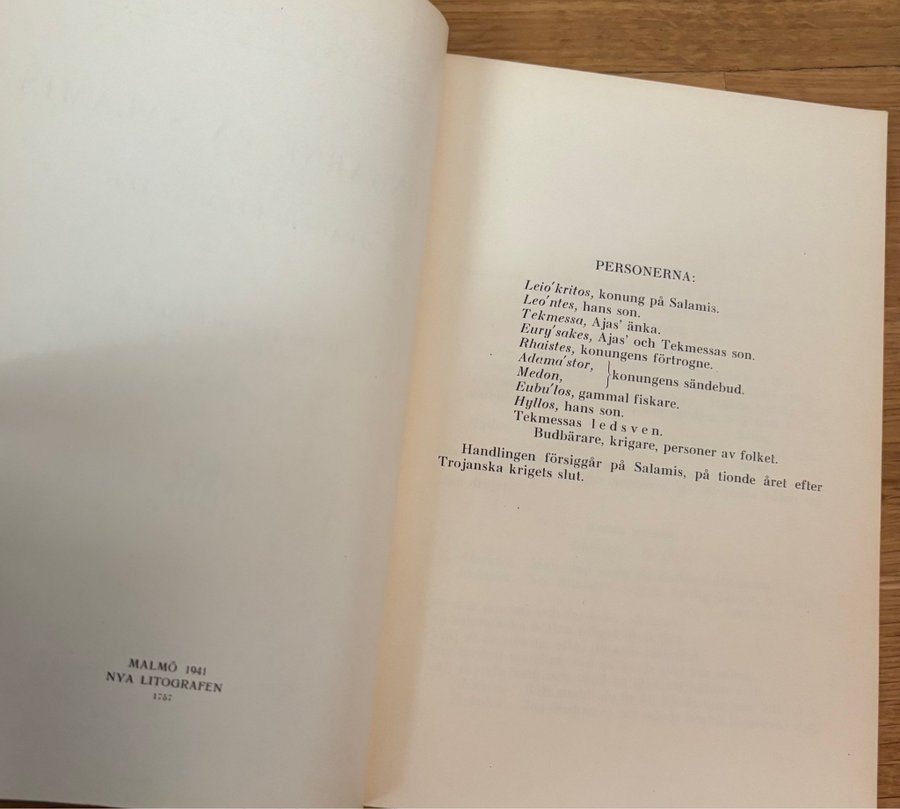 MALMÖ 1941
NYA LITOGRAFEN
1757
PERSONERNA:
Leio´kritos, konung på Salamis.
Leo´ntes, hans son.
Tekmessa, Ajas' änka.
Eury´sakes, Ajas' och Tekmessas son.
Rhaistes, konungens förtrogne.
Adama´stor,
Medon, }konungens sändebud.
Eubu´los, gammal fiskare.
Hyllos, hans son.
Tekmessas ledsven.
Budbärare, krigare, personer av folket.
Handlingen försiggår på Salamis, på tionde året efter
Trojanska krigets slut.